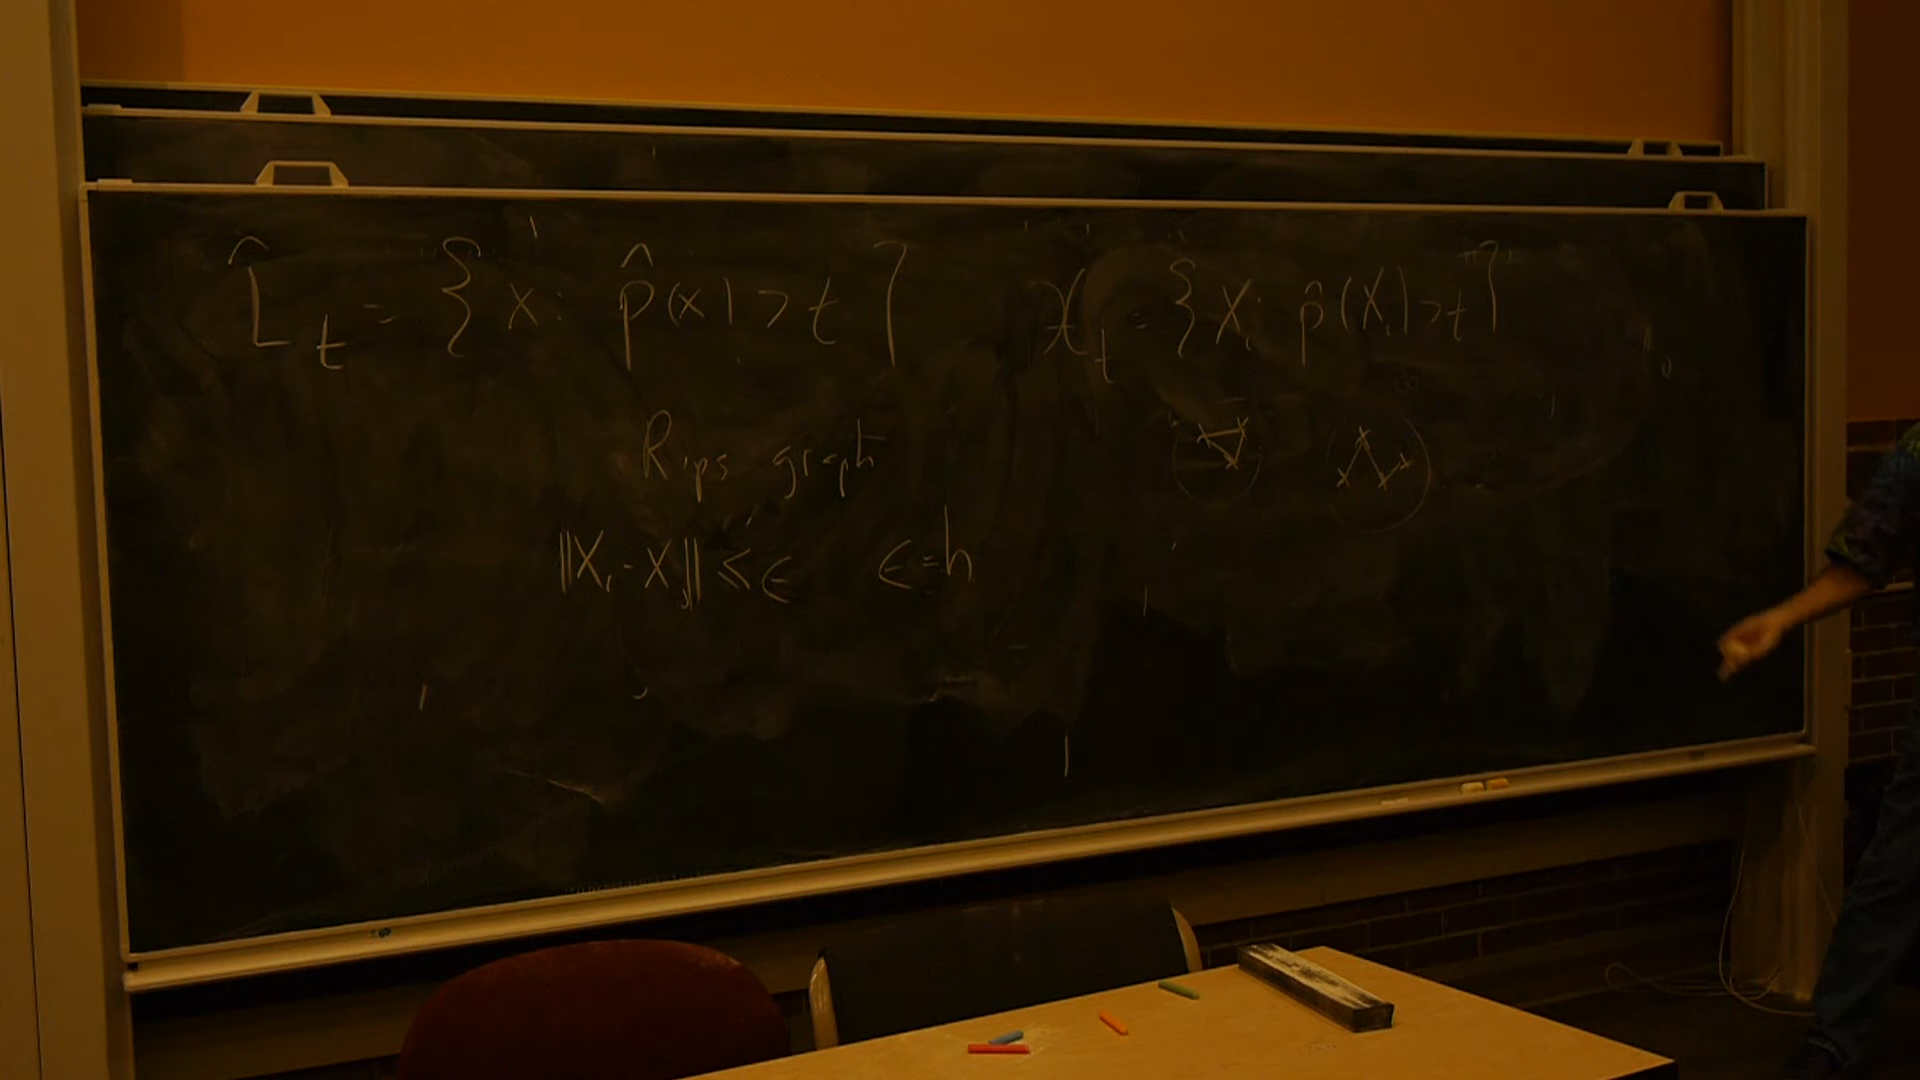 L̂_t = { x : p̂(x) > t }   𝒳_t = { X_i : p̂(X_i) > t }
Rips graph
||X_i - X_j|| ≤ ϵ   ϵ = h